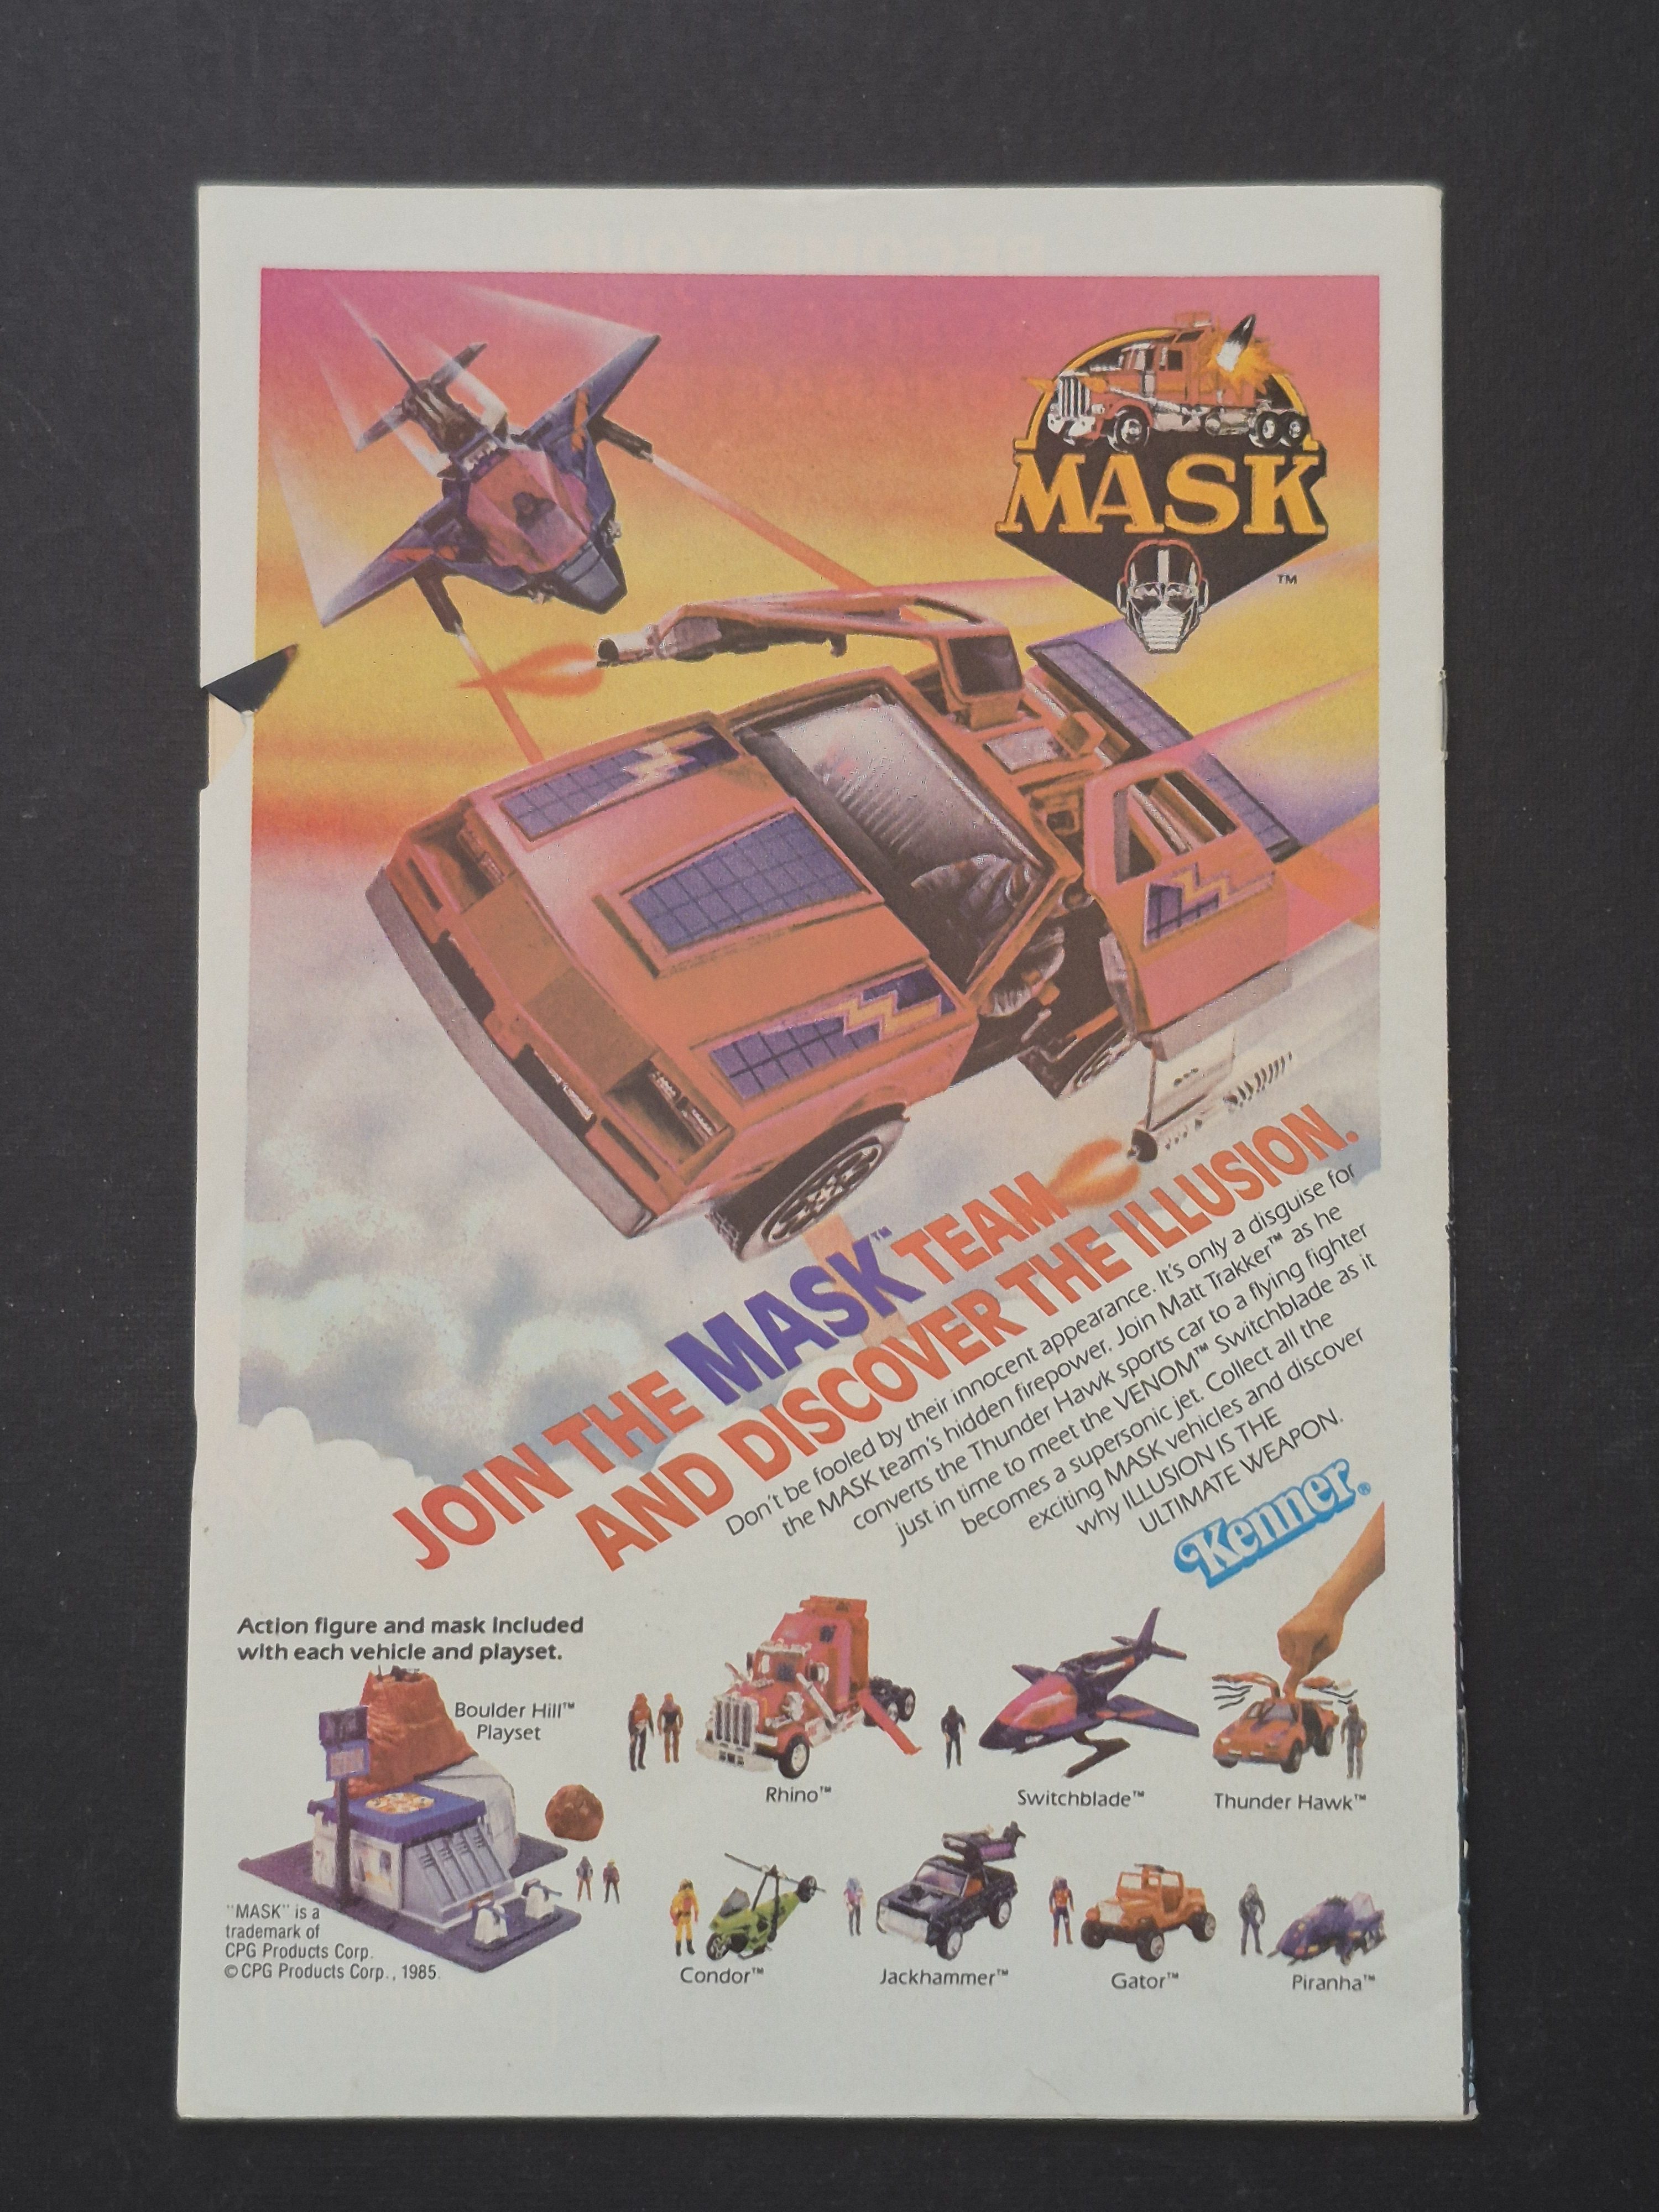 MASK
TM
JOIN THE MASK™ TEAM
AND DISCOVER THE ILLUSION.
Don't be fooled by their innocent appearance. It's only a disguise for
the MASK team's hidden firepower. Join Matt Trakker™ as he
converts the Thunder Hawk sports car to a flying fighter
just in time to meet the VENOM™ Switchblade as it
becomes a supersonic jet. Collect all the
exciting MASK vehicles and discover
why ILLUSION IS THE
ULTIMATE WEAPON.
Kenner®
Action figure and mask included
with each vehicle and playset.
Boulder Hill™
Playset
Rhino™
Switchblade™
Thunder Hawk™
Condor™
Jackhammer™
Gator™
Piranha™
"MASK" is a
trademark of
CPG Products Corp.
© CPG Products Corp., 1985.